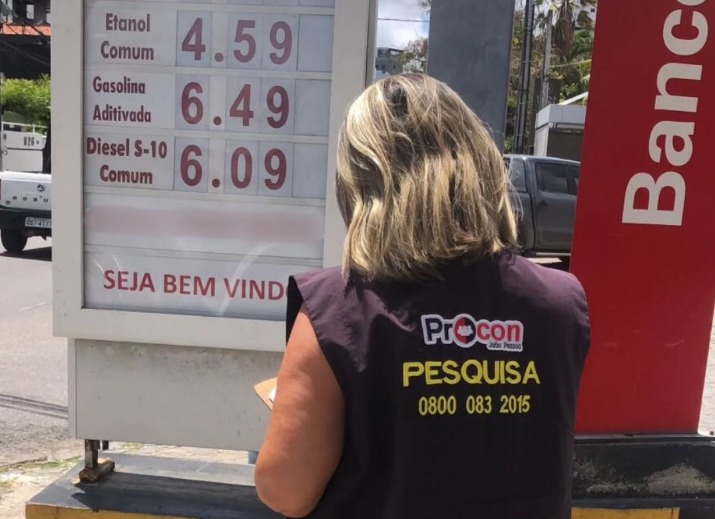 Etanol
Comum
4.59
Gasolina
Aditivada
6.49
Diesel S-10
Comum
6.09
SEJA BEM VINDO
Banco
Procon
João Pessoa
PESQUISA
0800 083 2015